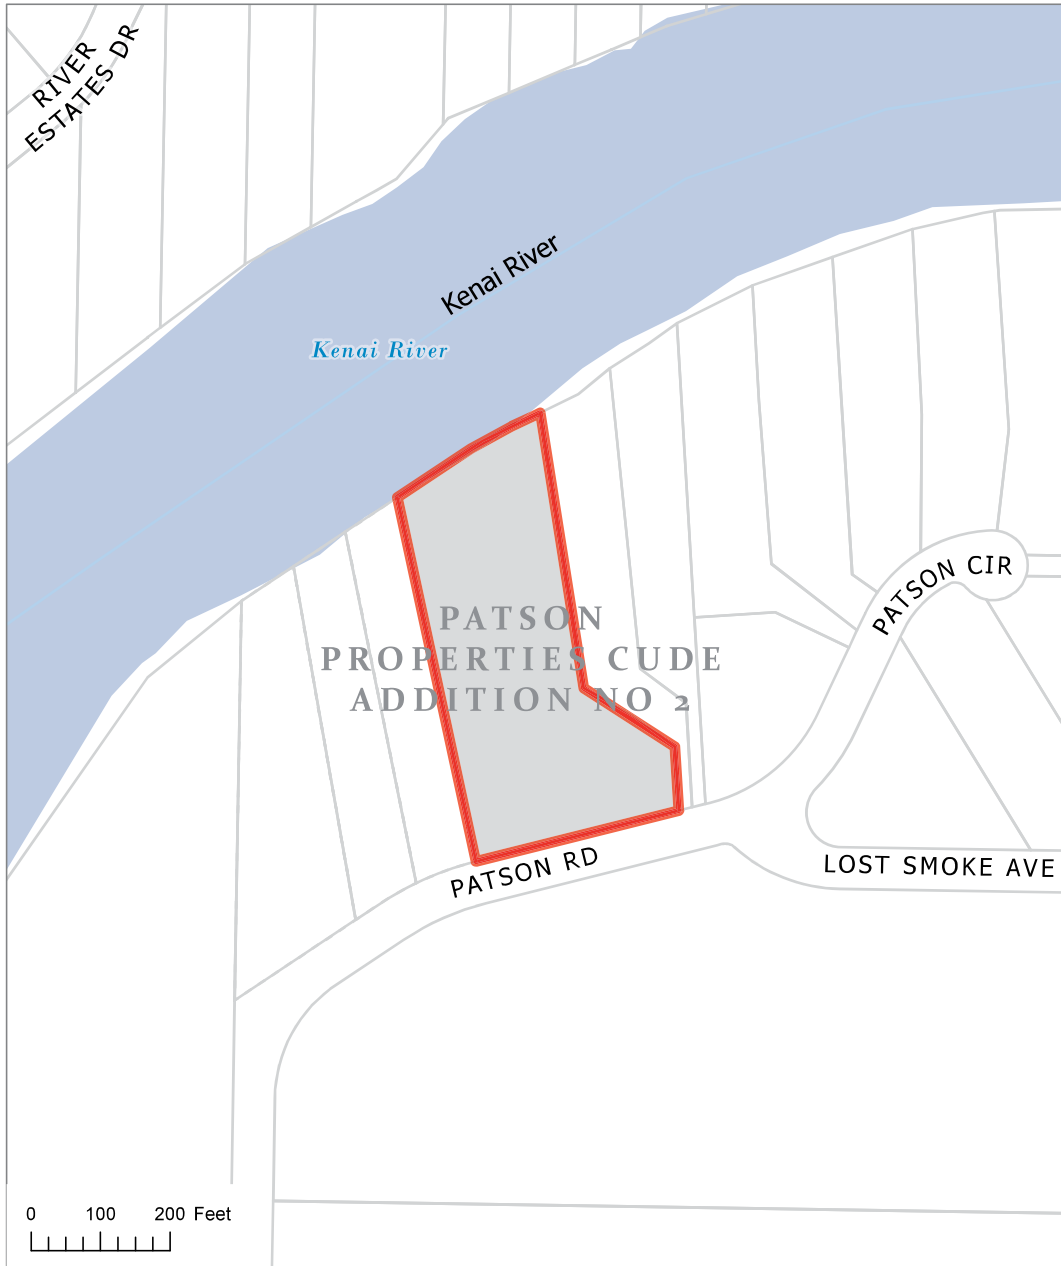 RIVER
ESTATES DR
Kenai River
Kenai River
PATSON CIR
PATSON
PROPERTIES CUDE
ADDITION NO 2
PATSON RD
LOST SMOKE AVE
0 100 200 Feet